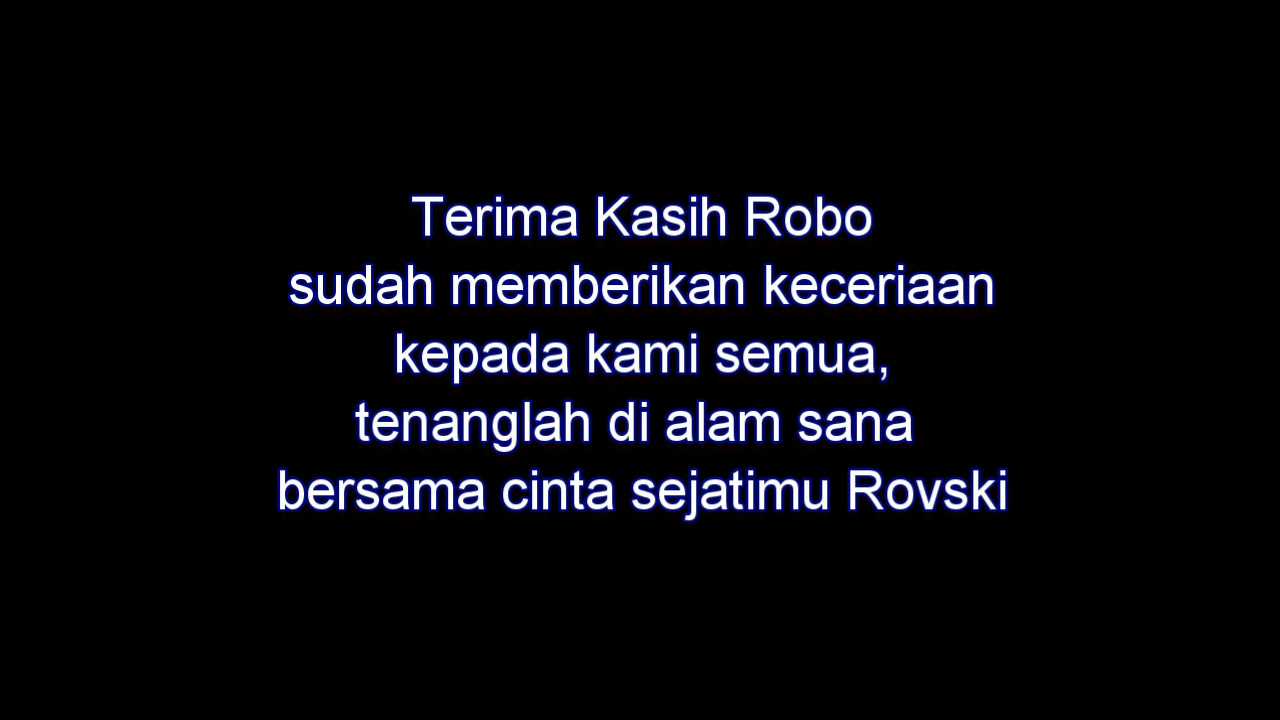 Terima Kasih Robo
sudah memberikan keceriaan
kepada kami semua,
tenanglah di alam sana
bersama cinta sejatimu Rovski